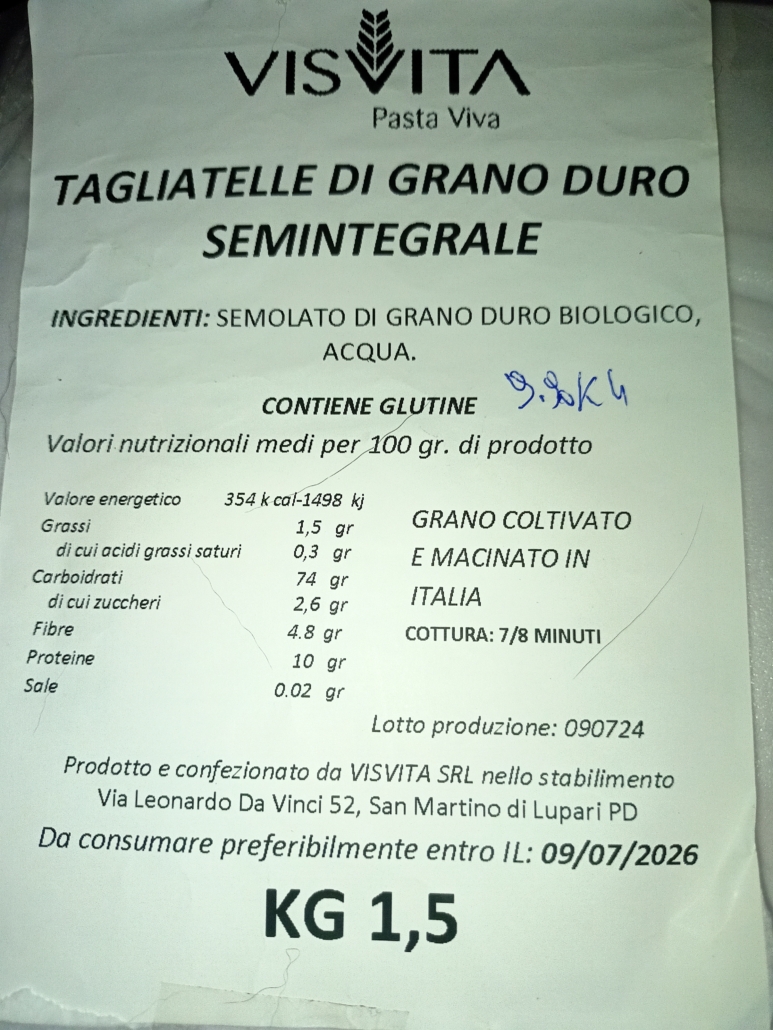 VISVITA
Pasta Viva
TAGLIATELLE DI GRANO DURO
SEMINTEGRALE
INGREDIENTI: SEMOLATO DI GRANO DURO BIOLOGICO,
ACQUA.
CONTIENE GLUTINE
Valori nutrizionali medi per 100 gr. di prodotto
Valore energetico 354 k cal-1498 kj
Grassi 1,5 gr
di cui acidi grassi saturi 0,3 gr
Carboidrati 74 gr
di cui zuccheri 2,6 gr
Fibre 4.8 gr
Proteine 10 gr
Sale 0.02 gr
GRANO COLTIVATO
E MACINATO IN
ITALIA
COTTURA: 7/8 MINUTI
Lotto produzione: 090724
Prodotto e confezionato da VISVITA SRL nello stabilimento
Via Leonardo Da Vinci 52, San Martino di Lupari PD
Da consumare preferibilmente entro IL: 09/07/2026
KG 1,5